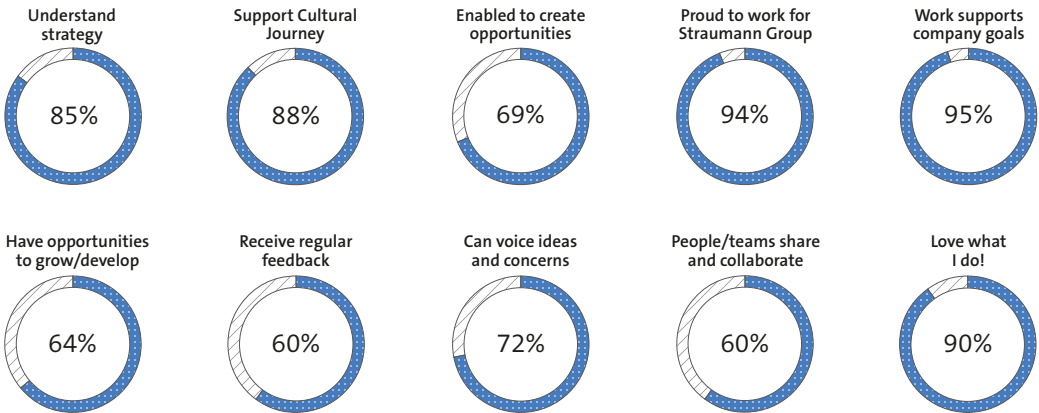 Understand
strategy
85%
Support Cultural
Journey
88%
Enabled to create
opportunities
69%
Proud to work for
Straumann Group
94%
Work supports
company goals
95%
Have opportunities
to grow/develop
64%
Receive regular
feedback
60%
Can voice ideas
and concerns
72%
People/teams share
and collaborate
60%
Love what
I do!
90%